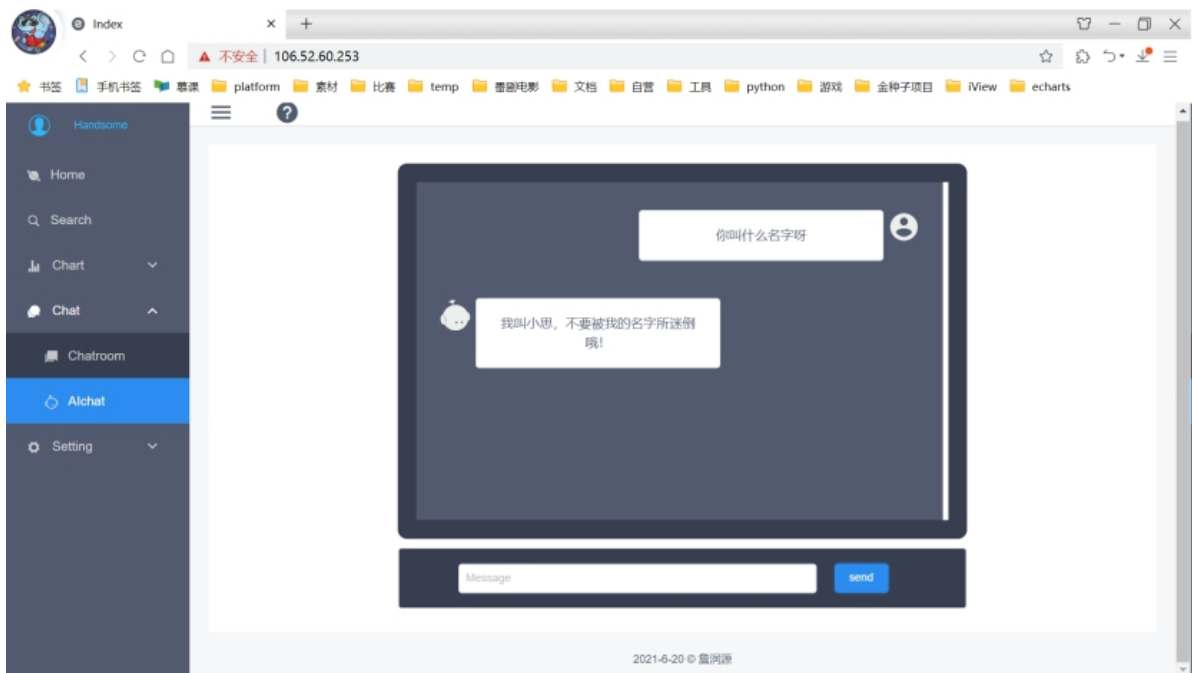 Index
不安全 106.52.60.253
书签 手机书签 慕课 platform 素材 比赛 temp 番剧电影 文档 自营 工具 python 游戏 金种子项目 iView echarts
Handsome
Home
Search
Chart
Chat
Chatroom
AIchat
Setting
你叫什么名字呀
我叫小思，不要被我的名字所迷倒
哦！
Message send
2021-6-20 © 詹润源